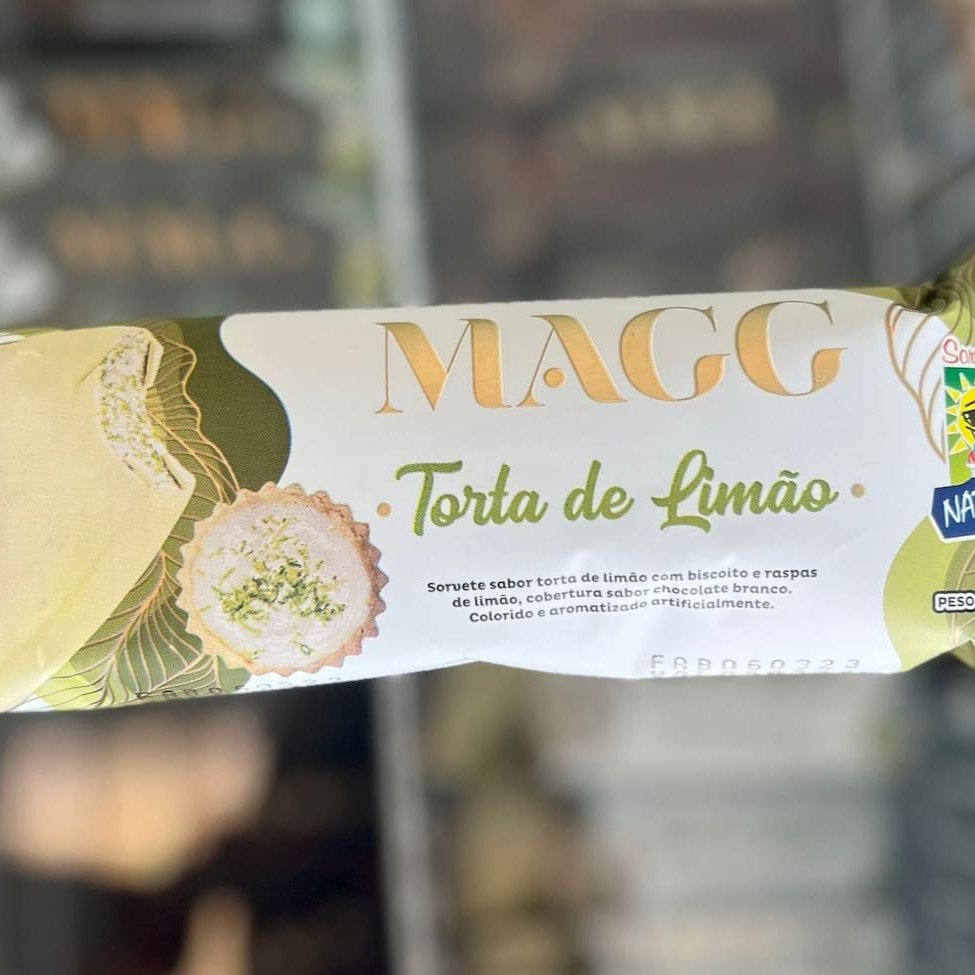 MAGG
Torta de Limão
Sorvete sabor torta de limão com biscoito e raspas
de limão, cobertura sabor chocolate branco.
Colorido e aromatizado artificialmente.
FAB060323
PESO